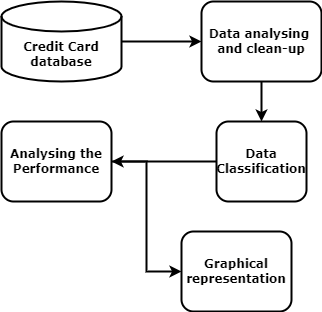 Credit Card
database
Data analysing
and clean-up
Analysing the
Performance
Data
Classification
Graphical
representation